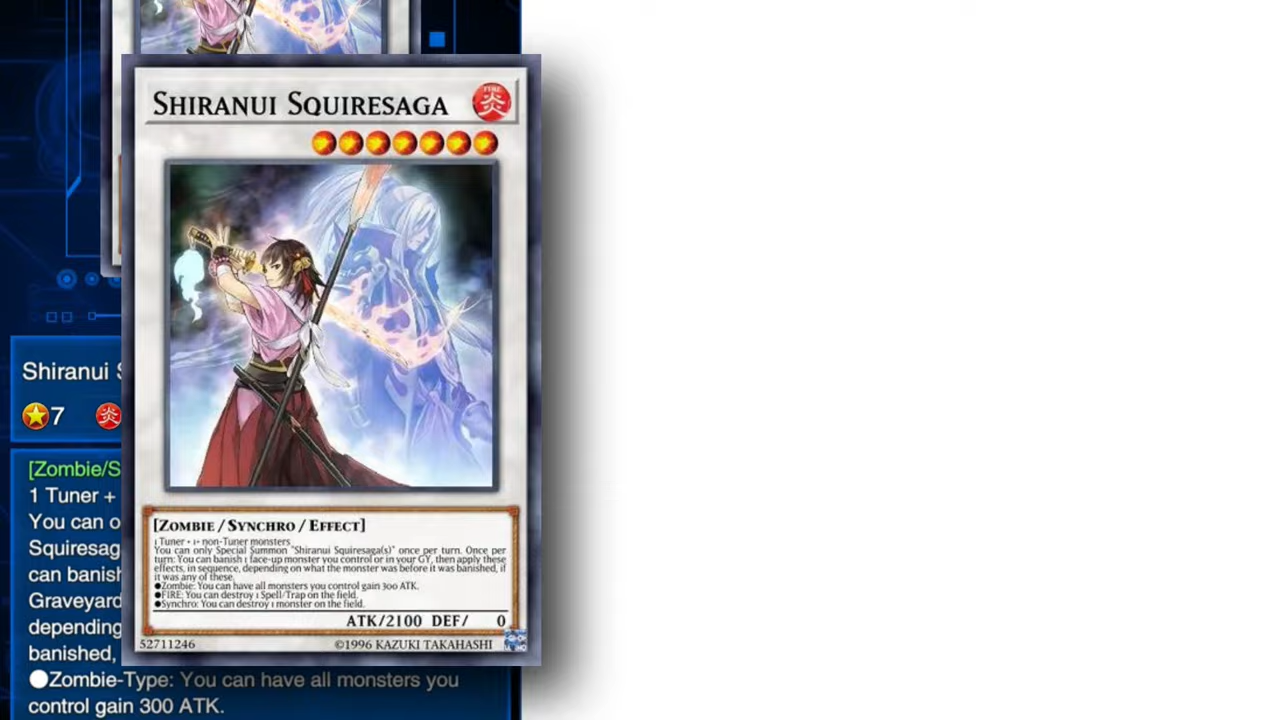 SHIRANUI SQUIRESAGA
FIRE
炎
[ZOMBIE / SYNCHRO / EFFECT]
1 Tuner + 1+ non-Tuner monsters
You can only Special Summon "Shiranui Squiresaga(s)" once per turn. Once per
turn: You can banish 1 face-up monster you control or in your GY, then apply these
effects, in sequence, depending on what the monster was before it was banished, if
it was any of these.
●Zombie: You can have all monsters you control gain 300 ATK.
●FIRE: You can destroy 1 Spell/Trap on the field.
●Synchro: You can destroy 1 monster on the field.
ATK/2100 DEF/ 0
52711246 ©1996 KAZUKI TAKAHASHI
Shiranui S
7 炎
[Zombie/S
1 Tuner +
You can o
Squiresag
can banish
Graveyard
depending
banished,
●Zombie-Type: You can have all monsters you
control gain 300 ATK.